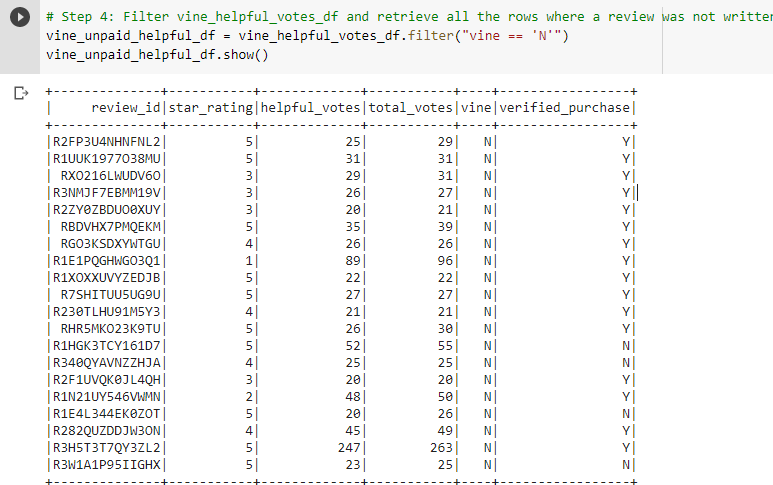 # Step 4: Filter vine_helpful_votes_df and retrieve all the rows where a review was not written
vine_unpaid_helpful_df = vine_helpful_votes_df.filter("vine == 'N'")
vine_unpaid_helpful_df.show()
+--------------+-----------+-------------+-----------+----+-----------------+
|     review_id|star_rating|helpful_votes|total_votes|vine|verified_purchase|
+--------------+-----------+-------------+-----------+----+-----------------+
|R2FP3U4NHNFNL2|          5|           25|         29|   N|                Y|
|R1UUK1977O38MU|          5|           31|         31|   N|                Y|
| RXO216LWUDV6O|          3|           29|         31|   N|                Y|
|R3NMJF7EBMM19V|          3|           26|         27|   N|                Y|
|R2ZY0ZBDUO0XUY|          3|           20|         21|   N|                Y|
| RBDVHX7PMQEKM|          5|           35|         39|   N|                Y|
| RGO3KSDXYWTGU|          4|           26|         26|   N|                Y|
|R1E1PQGHWGO3Q1|          1|           89|         96|   N|                Y|
|R1XOXXUVYZEDJB|          5|           22|         22|   N|                Y|
| R7SHITUU5UG9U|          5|           27|         27|   N|                Y|
|R230TLHU91M5Y3|          4|           21|         21|   N|                Y|
| RHR5MKO23K9TU|          5|           26|         30|   N|                Y|
|R1HGK3TCY161D7|          5|           52|         55|   N|                N|
|R340QYAVNZZHJA|          4|           25|         25|   N|                N|
|R2F1UVQK0JL4QH|          3|           20|         20|   N|                Y|
|R1N21UY546VWMN|          2|           48|         50|   N|                Y|
|R1E4L344EK0ZOT|          5|           20|         26|   N|                N|
|R282QUZDDJW3ON|          4|           45|         49|   N|                Y|
|R3H5T3T7QY3ZL2|          5|          247|        263|   N|                Y|
|R3W1A1P95IIGHX|          5|           23|         25|   N|                N|
+--------------+-----------+-------------+-----------+----+-----------------+